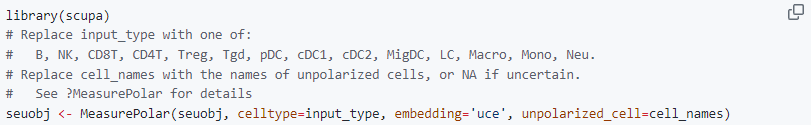 library(scupa)
# Replace input_type with one of:
#   B, NK, CD8T, CD4T, Treg, Tgd, pDC, cDC1, cDC2, MigDC, LC, Macro, Mono, Neu.
# Replace cell_names with the names of unpolarized cells, or NA if uncertain.
#   See ?MeasurePolar for details
seuobj <- MeasurePolar(seuobj, celltype=input_type, embedding='uce', unpolarized_cell=cell_names)